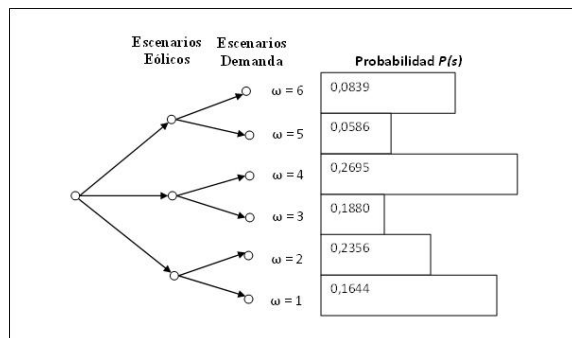 Escenarios Eólicos
Escenarios Demanda
Probabilidad P(s)
ω = 6
0,0839
ω = 5
0,0586
ω = 4
0,2695
ω = 3
0,1880
ω = 2
0,2356
ω = 1
0,1644